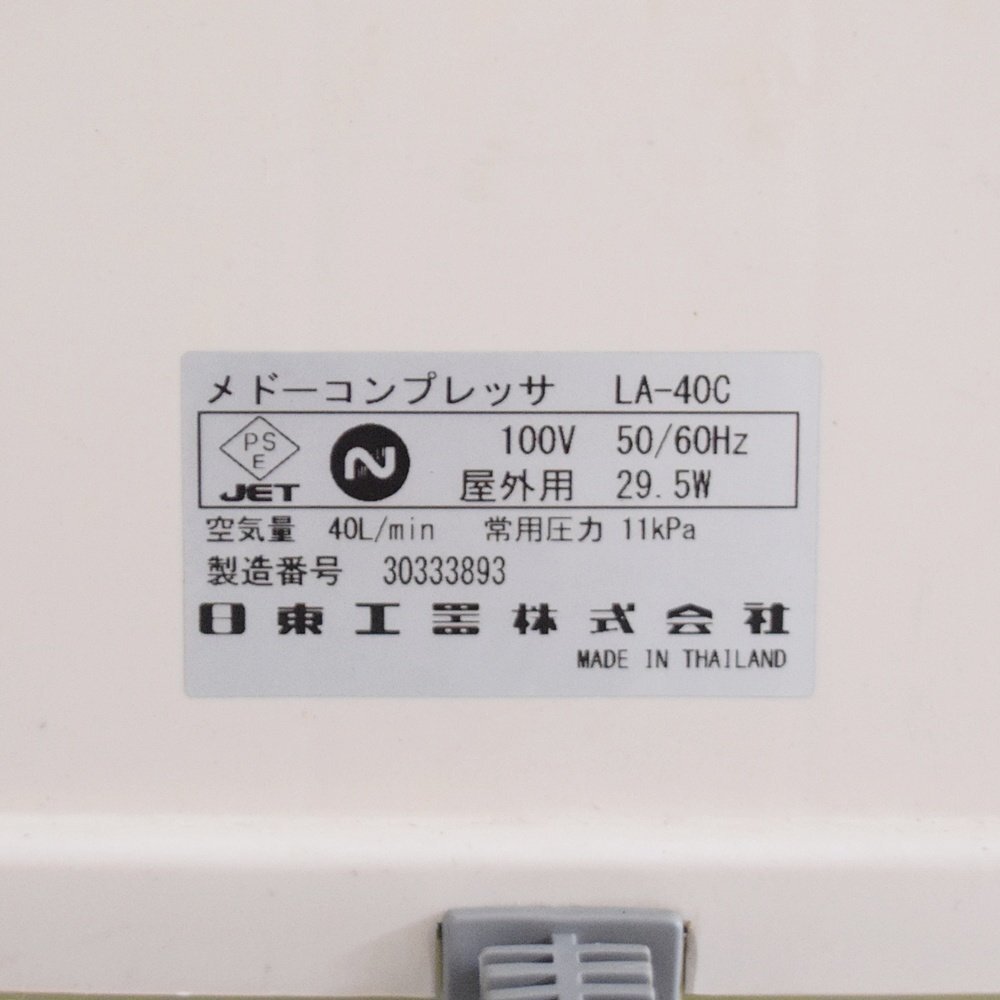 メドーコンプレッサ LA-40C
PS
E
JET
N
100V 50/60Hz
屋外用 29.5W
空気量 40L/min 常用圧力 11kPa
製造番号 30333893
日東工器株式会社
MADE IN THAILAND